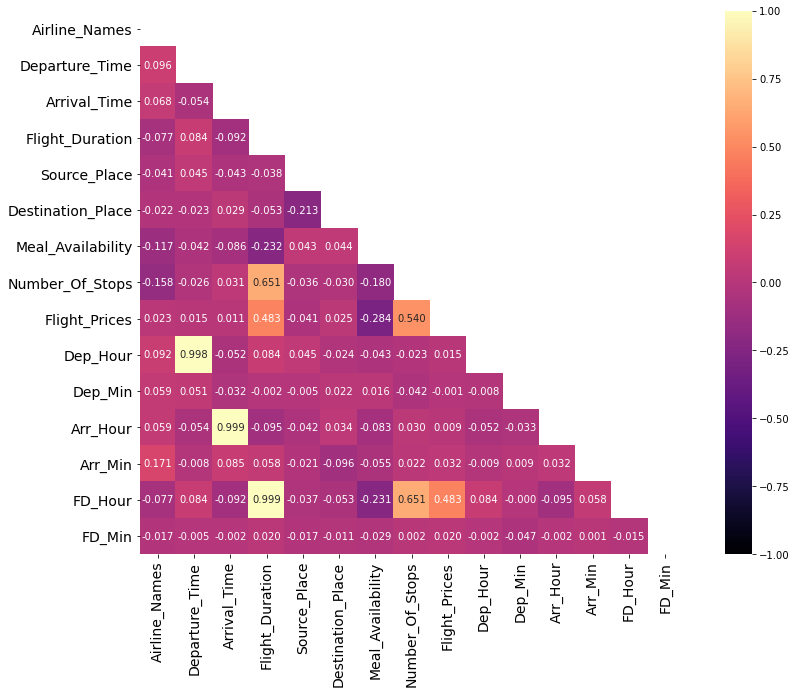 Airline_Names
Departure_Time 0.096
Arrival_Time 0.068 -0.054
Flight_Duration -0.077 0.084 -0.092
Source_Place -0.041 0.045 -0.043 -0.038
Destination_Place -0.022 -0.023 0.029 -0.053 -0.213
Meal_Availability -0.117 -0.042 -0.086 -0.232 0.043 0.044
Number_Of_Stops -0.158 -0.026 0.031 0.651 -0.036 -0.030 -0.180
Flight_Prices 0.023 0.015 0.011 0.483 -0.041 0.025 -0.284 0.540
Dep_Hour 0.092 0.998 -0.052 0.084 0.045 -0.024 -0.043 -0.023 0.015
Dep_Min 0.059 0.051 -0.032 -0.002 -0.005 0.022 0.016 -0.042 -0.001 -0.008
Arr_Hour 0.059 -0.054 0.999 -0.095 -0.042 0.034 -0.083 0.030 0.009 -0.052 -0.033
Arr_Min 0.171 -0.008 0.085 0.058 -0.021 -0.096 -0.055 0.022 0.032 -0.009 0.009 0.032
FD_Hour -0.077 0.084 -0.092 0.999 -0.037 -0.053 -0.231 0.651 0.483 0.084 -0.000 -0.095 0.058
FD_Min -0.017 -0.005 -0.002 0.020 -0.017 -0.011 -0.029 0.002 0.020 -0.002 -0.047 -0.002 0.001 -0.015
Airline_Names
Departure_Time
Arrival_Time
Flight_Duration
Source_Place
Destination_Place
Meal_Availability
Number_Of_Stops
Flight_Prices
Dep_Hour
Dep_Min
Arr_Hour
Arr_Min
FD_Hour
FD_Min
1.00
0.75
0.50
0.25
0.00
−0.25
−0.50
−0.75
−1.00